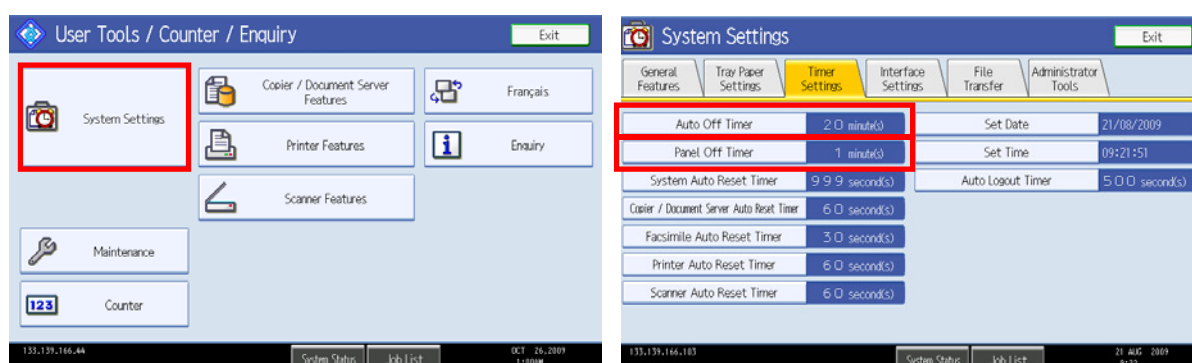 User Tools / Counter / Enquiry
Exit
System Settings
Copier / Document Server
Features
Français
Printer Features
Enquiry
Scanner Features
Maintenance
123
Counter
133.139.166.44
System Status
Job List
OCT 26,2009
1:00PM
System Settings
Exit
General
Features
Tray Paper
Settings
Timer
Settings
Interface
Settings
File
Transfer
Administrator
Tools
Auto Off Timer 20 minute(s)
Set Date 21/08/2009
Panel Off Timer 1 minute(s)
Set Time 09:21:51
System Auto Reset Timer 999 second(s)
Auto Logout Timer 500 second(s)
Copier / Document Server Auto Reset Timer 60 second(s)
Facsimile Auto Reset Timer 30 second(s)
Printer Auto Reset Timer 60 second(s)
Scanner Auto Reset Timer 60 second(s)
133.139.166.103
System Status
Job List
21 AUG 2009